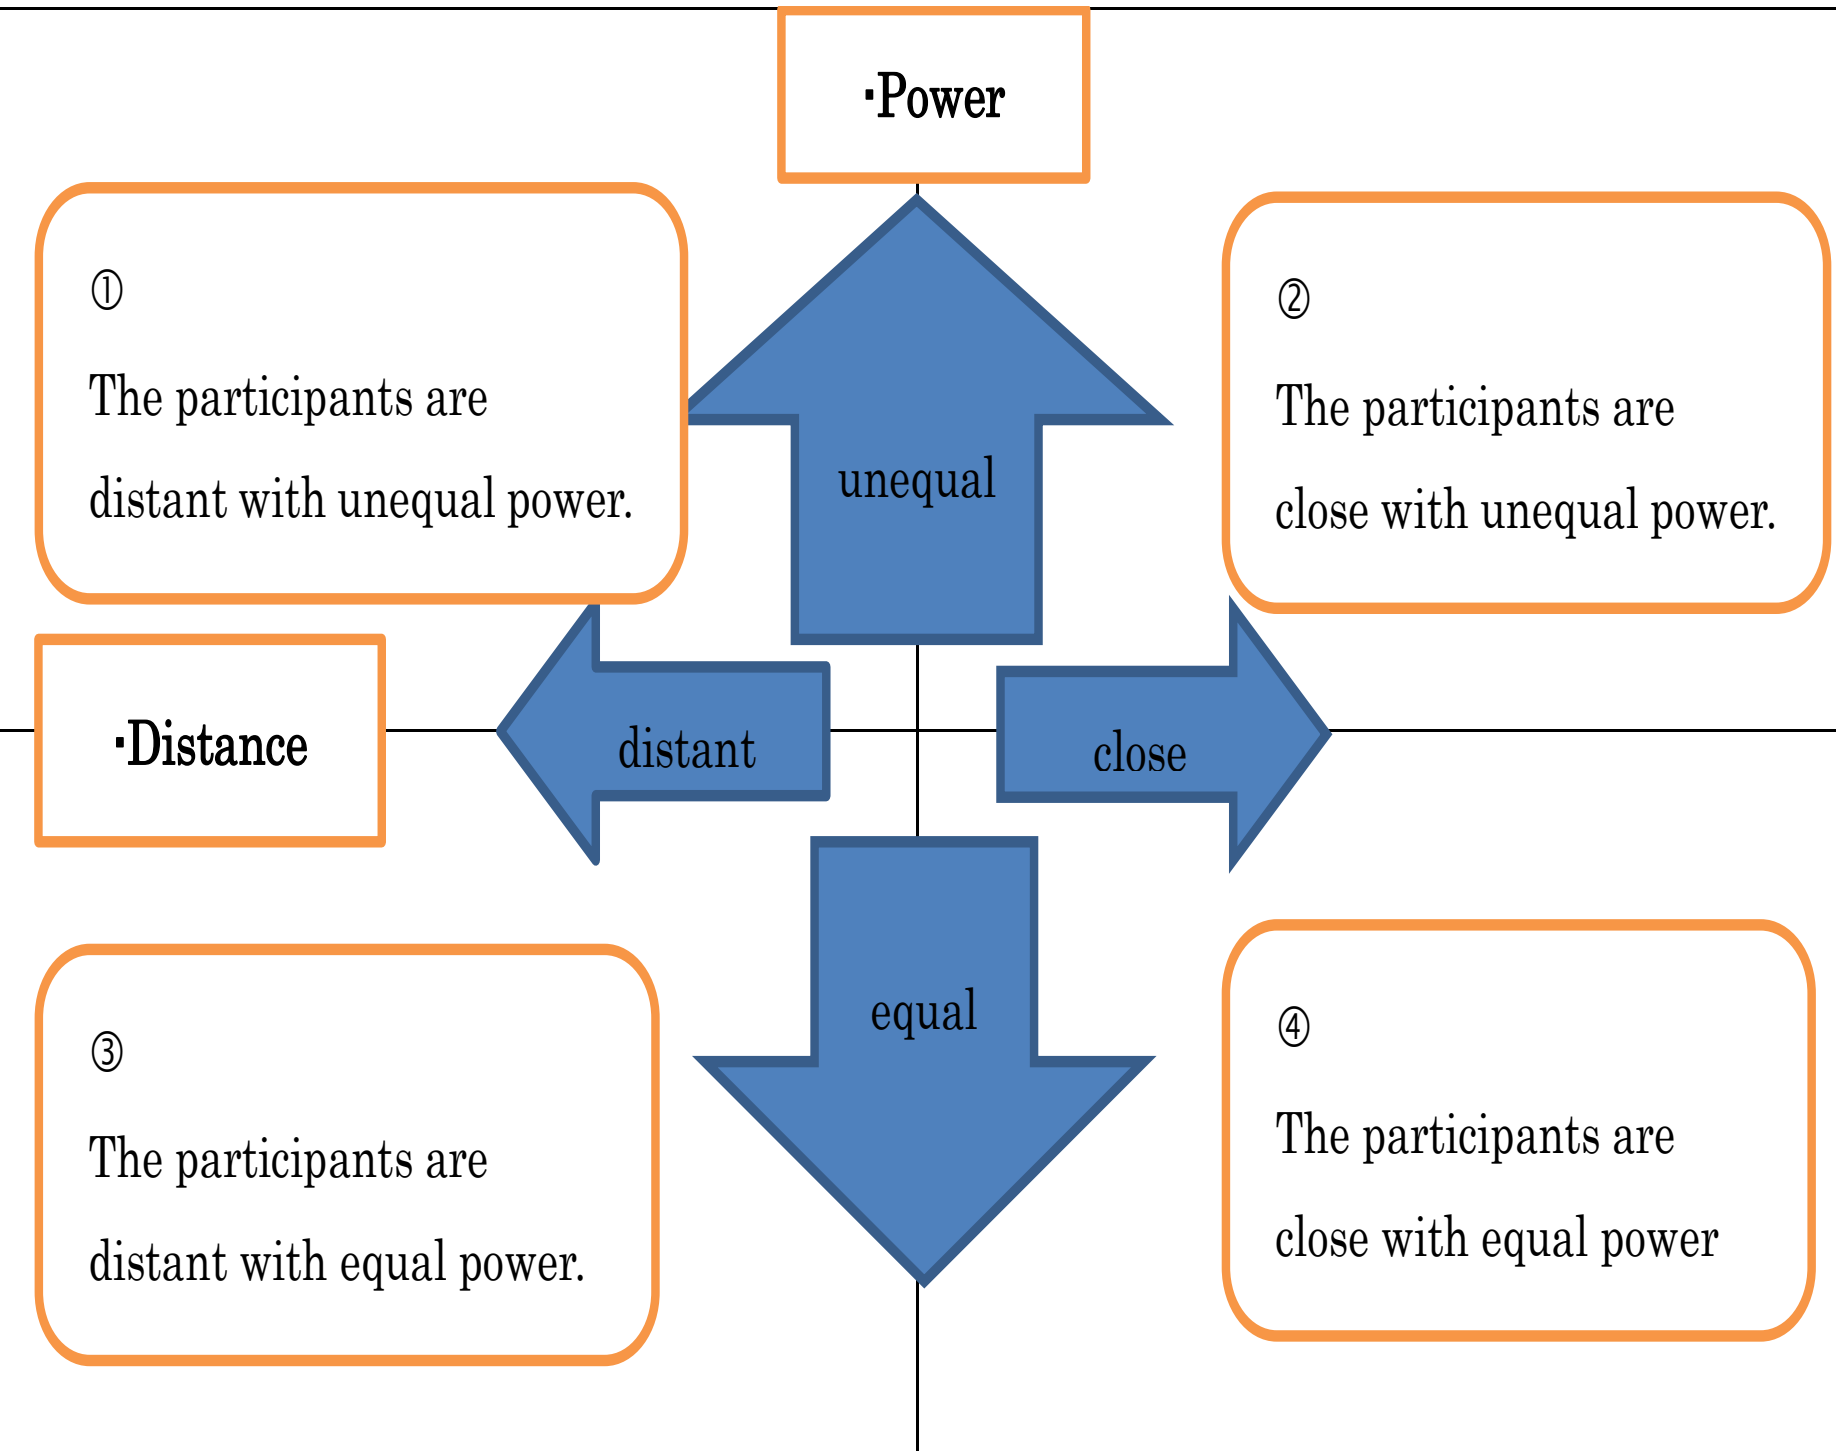 ·Power
①
The participants are
distant with unequal power.
②
The participants are
close with unequal power.
unequal
·Distance
distant
close
equal
③
The participants are
distant with equal power.
④
The participants are
close with equal power